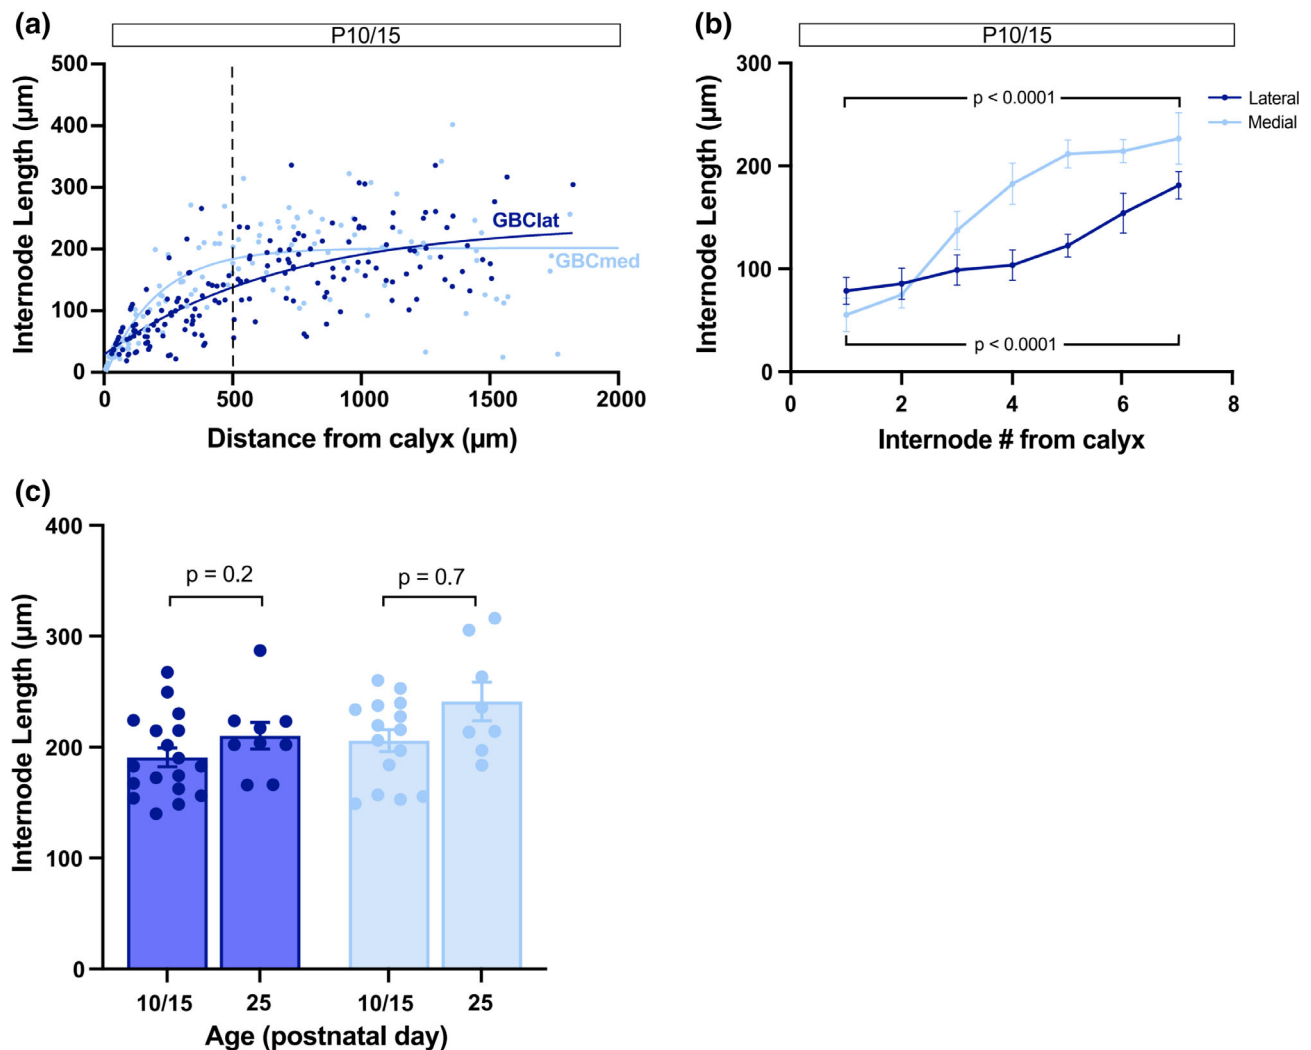 (a)
P10/15
500
400
300
200
100
0
Internode Length (µm)
GBClat
GBCmed
0 500 1000 1500 2000
Distance from calyx (µm)
(b)
P10/15
300
200
100
0
Internode Length (µm)
p < 0.0001
p < 0.0001
Lateral
Medial
0 2 4 6 8
Internode # from calyx
(c)
400
300
200
100
0
Internode Length (µm)
p = 0.2
p = 0.7
10/15 25 10/15 25
Age (postnatal day)